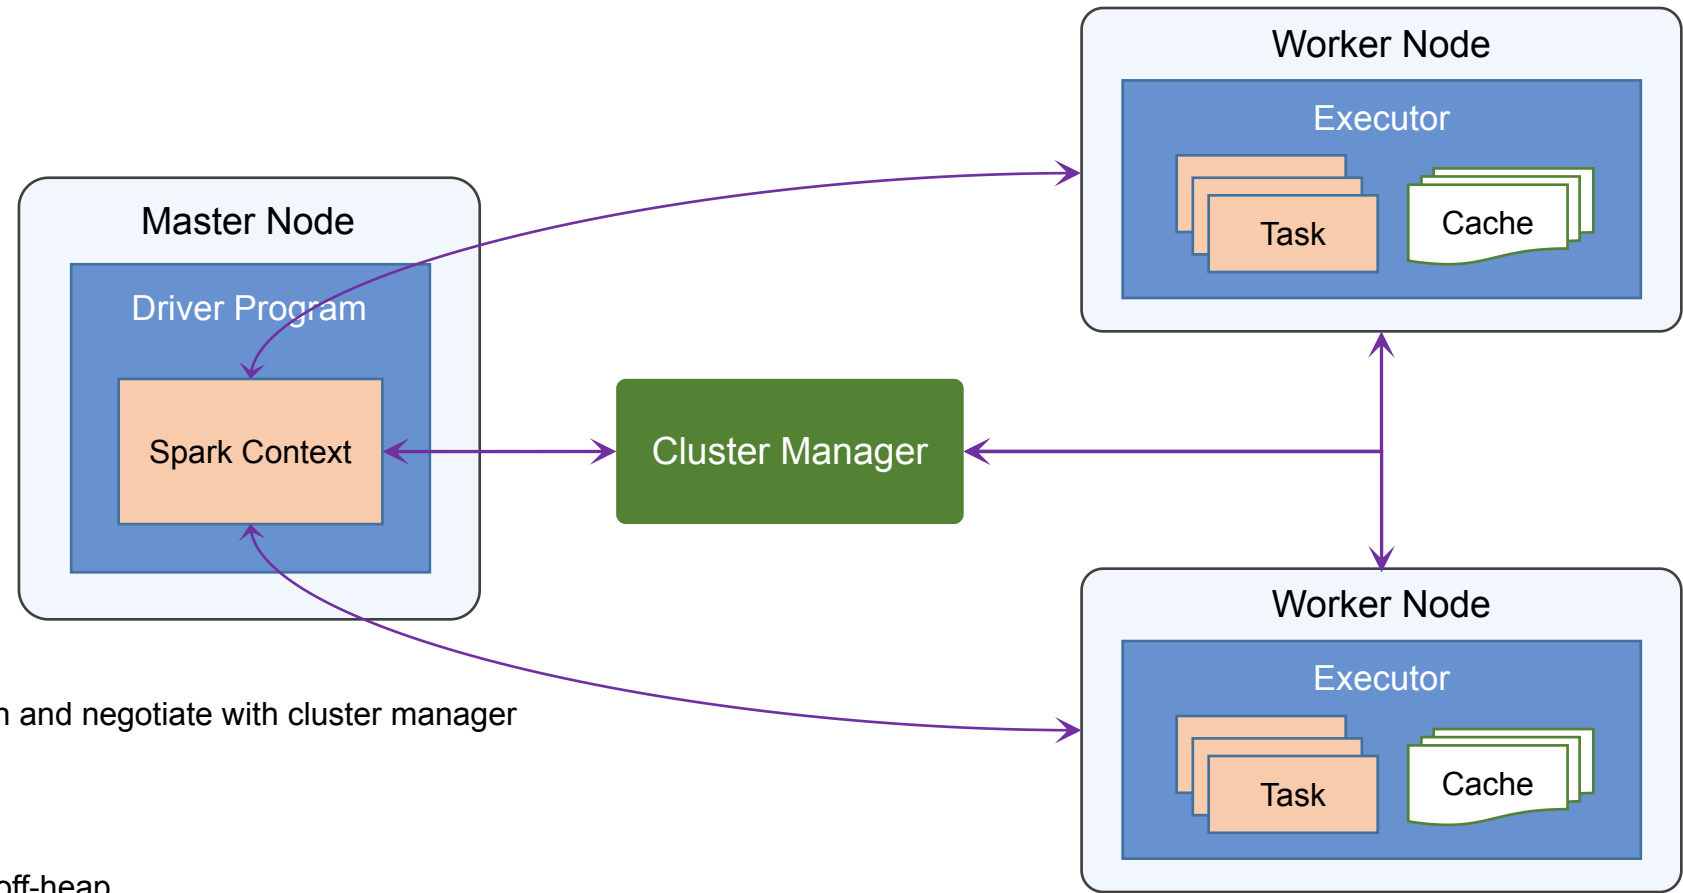 Worker Node
Executor
Task
Cache
Master Node
Driver Program
Spark Context
Cluster Manager
Worker Node
Executor
Task
Cache
and negotiate with cluster manager
off-heap